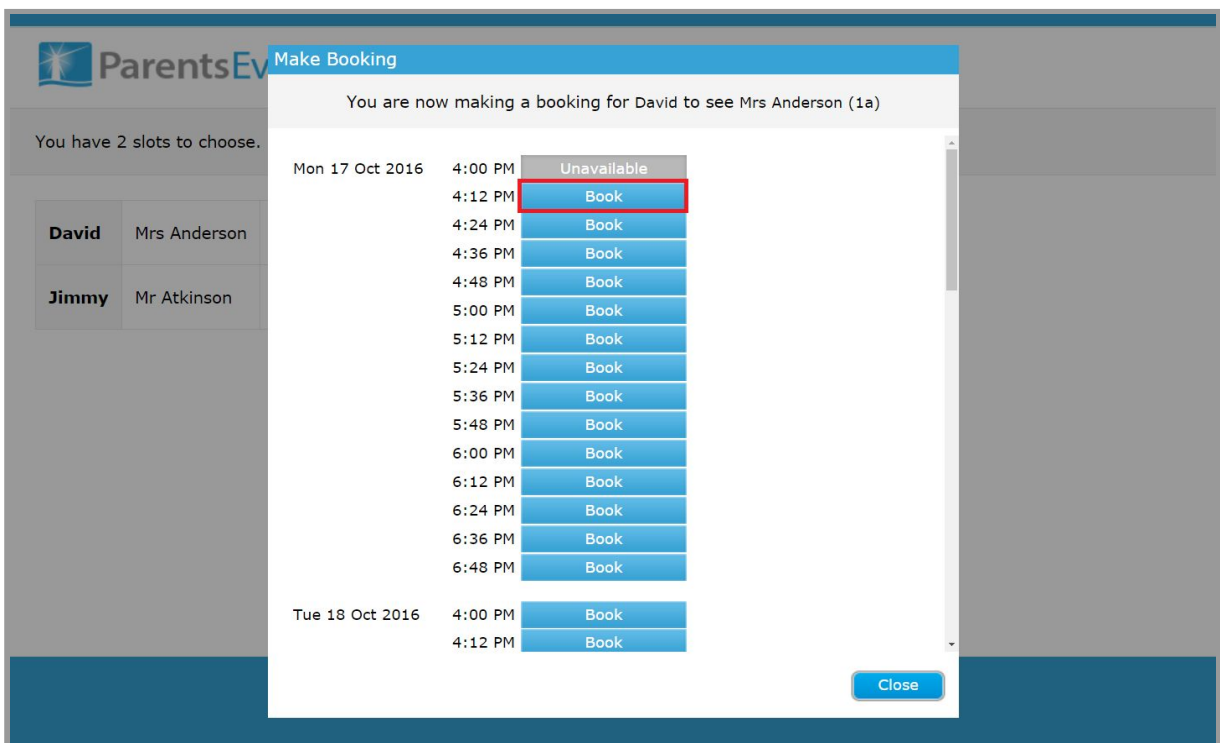 ParentsEv
Make Booking
You are now making a booking for David to see Mrs Anderson (1a)
You have 2 slots to choose.
David Mrs Anderson
Jimmy Mr Atkinson
Mon 17 Oct 2016 4:00 PM Unavailable
4:12 PM Book
4:24 PM Book
4:36 PM Book
4:48 PM Book
5:00 PM Book
5:12 PM Book
5:24 PM Book
5:36 PM Book
5:48 PM Book
6:00 PM Book
6:12 PM Book
6:24 PM Book
6:36 PM Book
6:48 PM Book
Tue 18 Oct 2016 4:00 PM Book
4:12 PM Book
Close